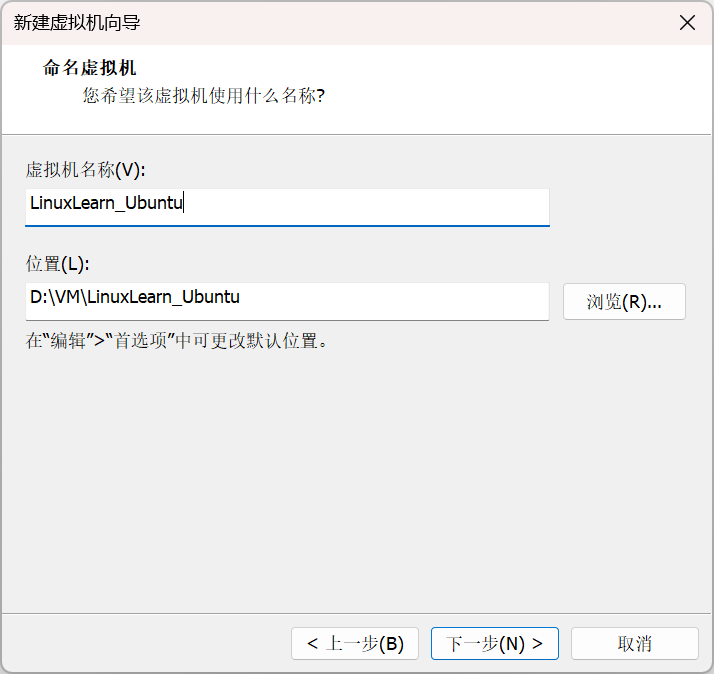 新建虚拟机向导
命名虚拟机
您希望该虚拟机使用什么名称?
虚拟机名称(V):
LinuxLearn_Ubuntu
位置(L):
D:\VM\LinuxLearn_Ubuntu
浏览(R)...
在“编辑”>“首选项”中可更改默认位置。
< 上一步(B)
下一步(N) >
取消